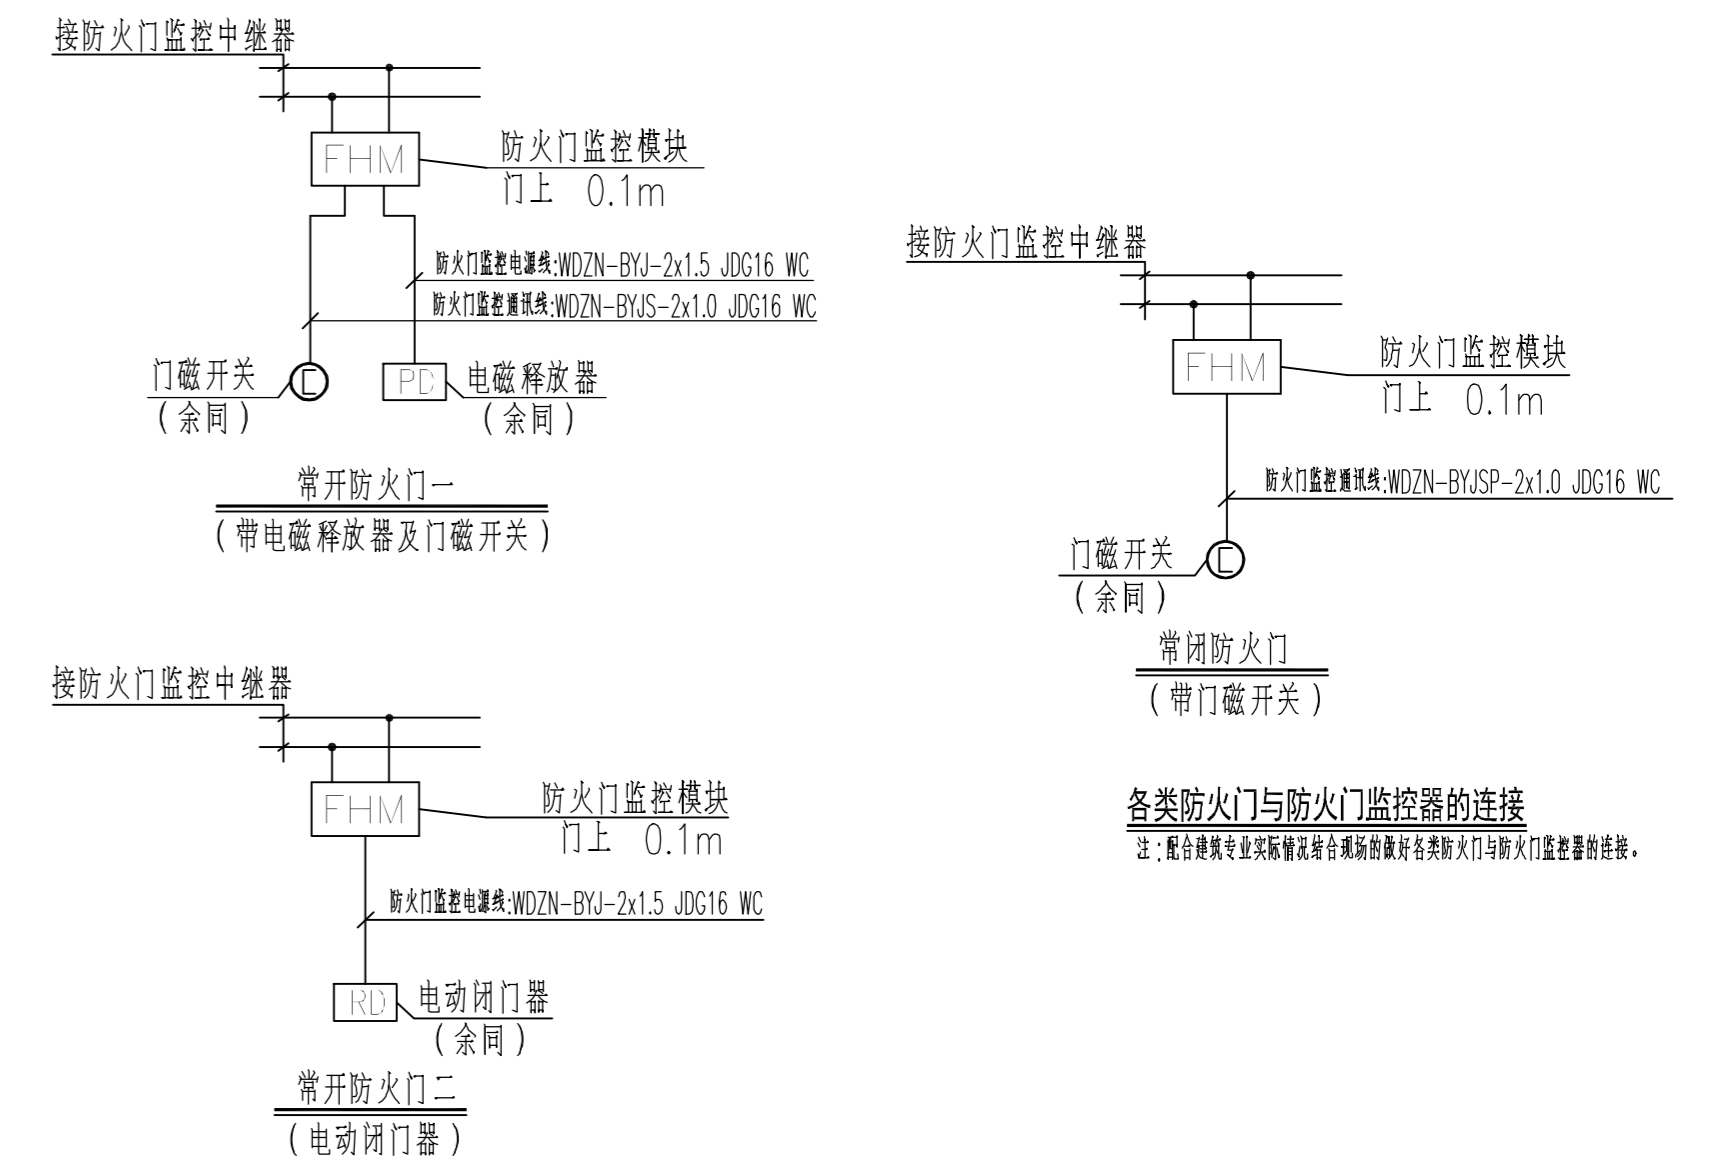 接防火门监控中继器
FHM
防火门监控模块
门上 0.1m
防火门监控电源线:WDZN-BYJ-2x1.5 JDG16 WC
防火门监控通讯线:WDZN-BYJS-2x1.0 JDG16 WC
门磁开关
(余同)
C
PD
电磁释放器
(余同)
常开防火门一
(带电磁释放器及门磁开关)
接防火门监控中继器
FHM
防火门监控模块
门上 0.1m
防火门监控通讯线:WDZN-BYJSP-2x1.0 JDG16 WC
门磁开关
(余同)
C
常闭防火门
(带门磁开关)
接防火门监控中继器
FHM
防火门监控模块
门上 0.1m
防火门监控电源线:WDZN-BYJ-2x1.5 JDG16 WC
RD
电动闭门器
(余同)
常开防火门二
(电动闭门器)
各类防火门与防火门监控器的连接
注:配合建筑专业实际情况结合现场的做好各类防火门与防火门监控器的连接。